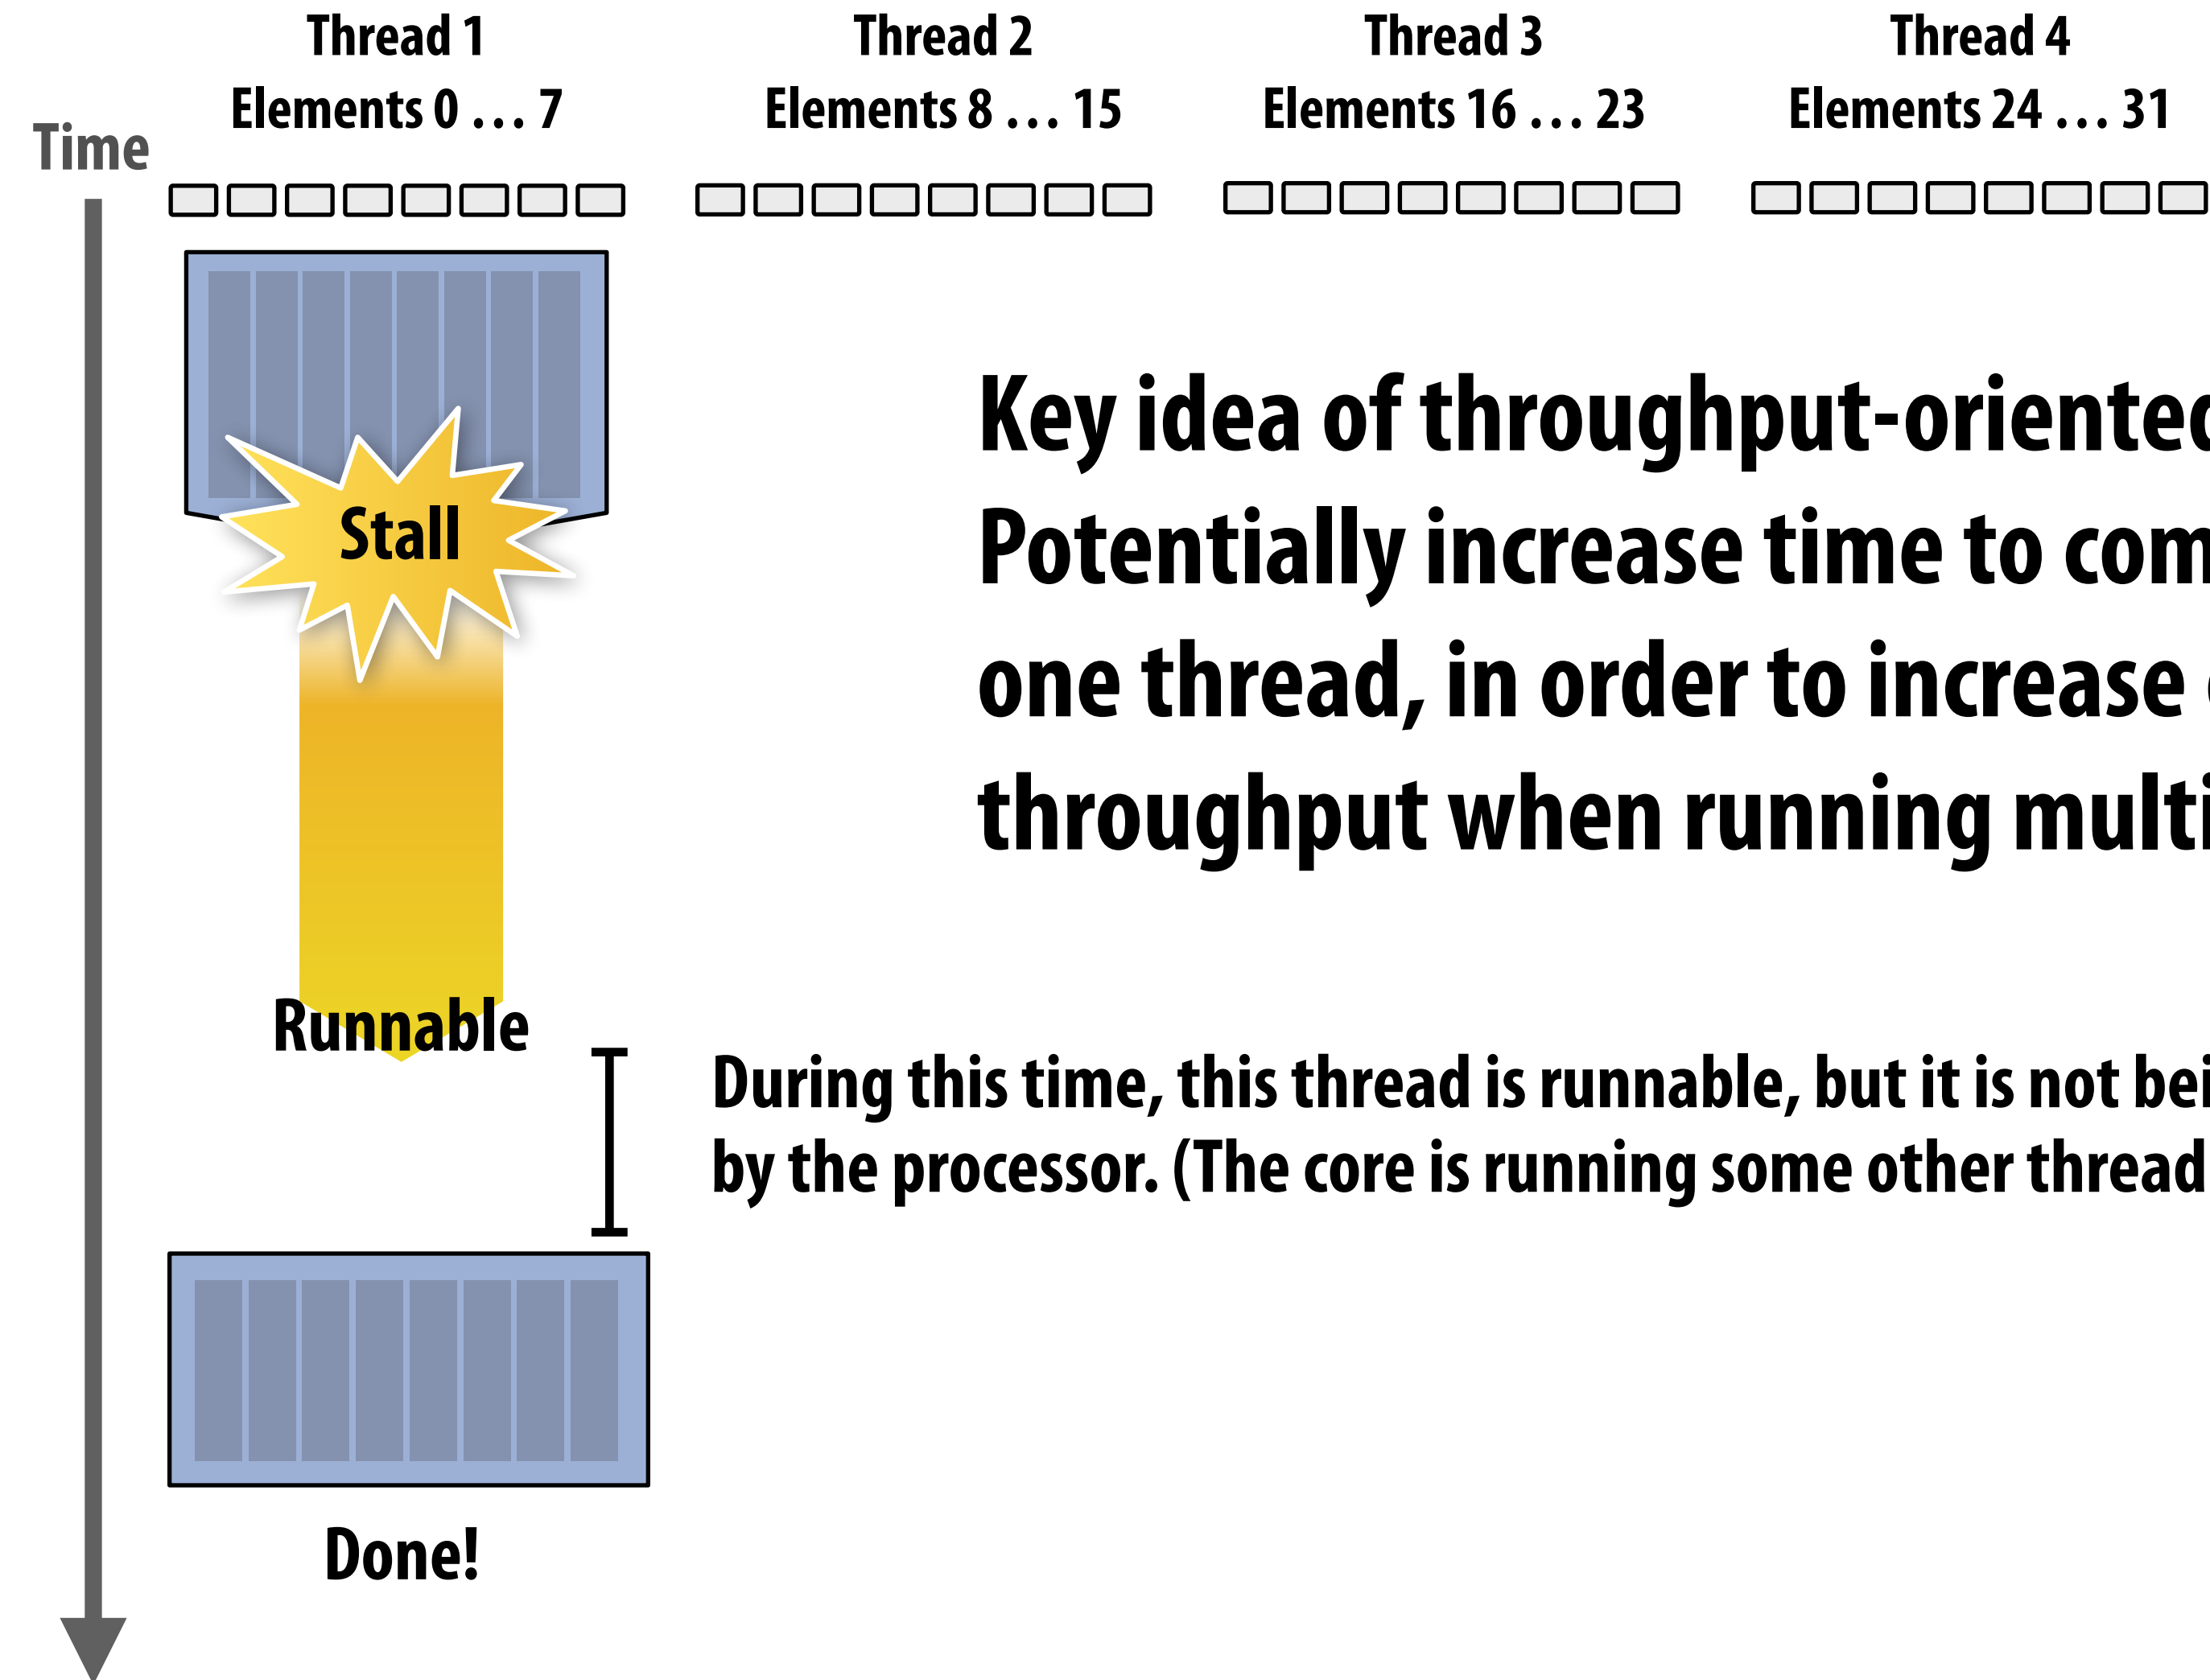 Thread 1
Elements 0 … 7
Thread 2
Elements 8 … 15
Thread 3
Elements 16 … 23
Thread 4
Elements 24 … 31
Time
Stall
Key idea of throughput-oriented
Potentially increase time to
one thread, in order to increase
throughput when running
Runnable
During this time, this thread is runnable, but it is not
by the processor. (The core is running some other thread
Done!